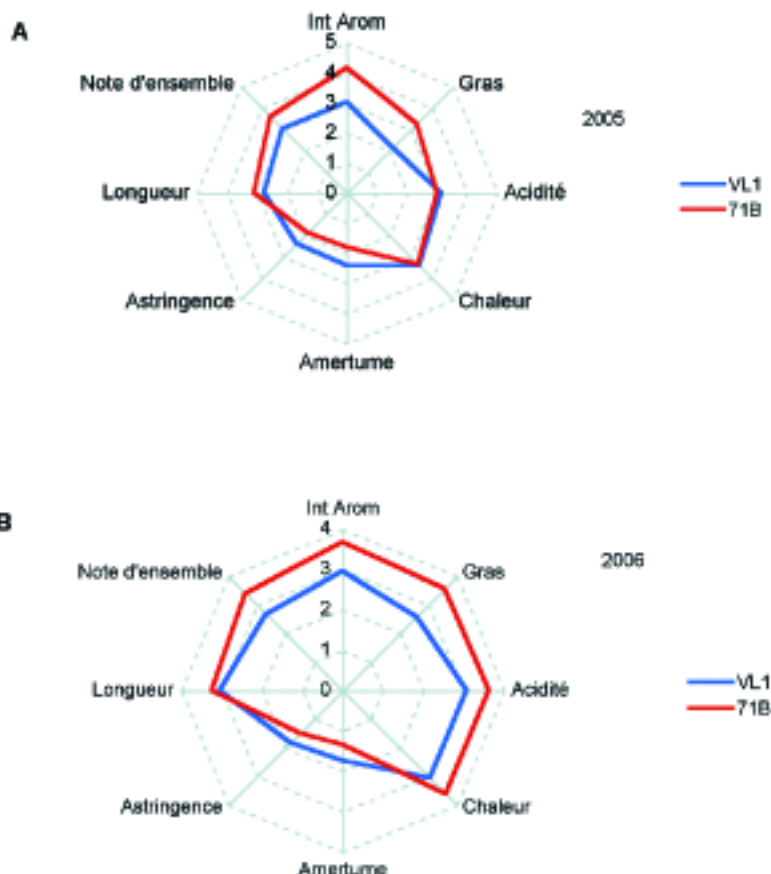 A
Int Arom
5
4
3
2
1
0
Note d'ensemble
Gras
2005
Longueur
Acidité
VL1
71B
Astringence
Chaleur
Amertume
B
Int Arom
4
3
2
1
0
Note d'ensemble
Gras
2006
Longueur
Acidité
VL1
71B
Astringence
Chaleur
Amertume